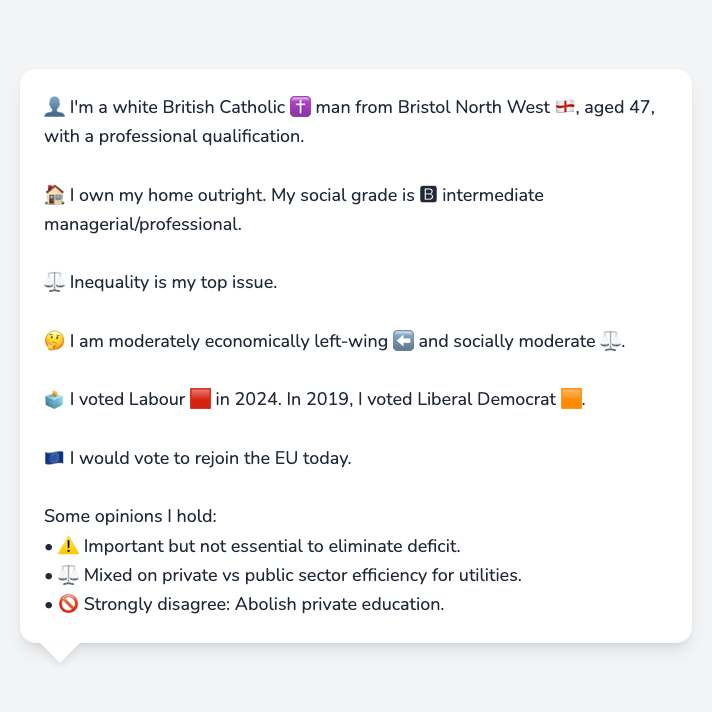 👤 I'm a white British Catholic ✝️ man from Bristol North West 🏴󠁧󠁢󠁥󠁮󠁧󠁿, aged 47,
with a professional qualification.
🏠 I own my home outright. My social grade is 🅱 intermediate
managerial/professional.
⚖️ Inequality is my top issue.
🤔 I am moderately economically left-wing ⬅️ and socially moderate ⚖️.
🗳️ I voted Labour 🟥 in 2024. In 2019, I voted Liberal Democrat 🟧.
🇪🇺 I would vote to rejoin the EU today.
Some opinions I hold:
• ⚠️ Important but not essential to eliminate deficit.
• ⚖️ Mixed on private vs public sector efficiency for utilities.
• 🚫 Strongly disagree: Abolish private education.